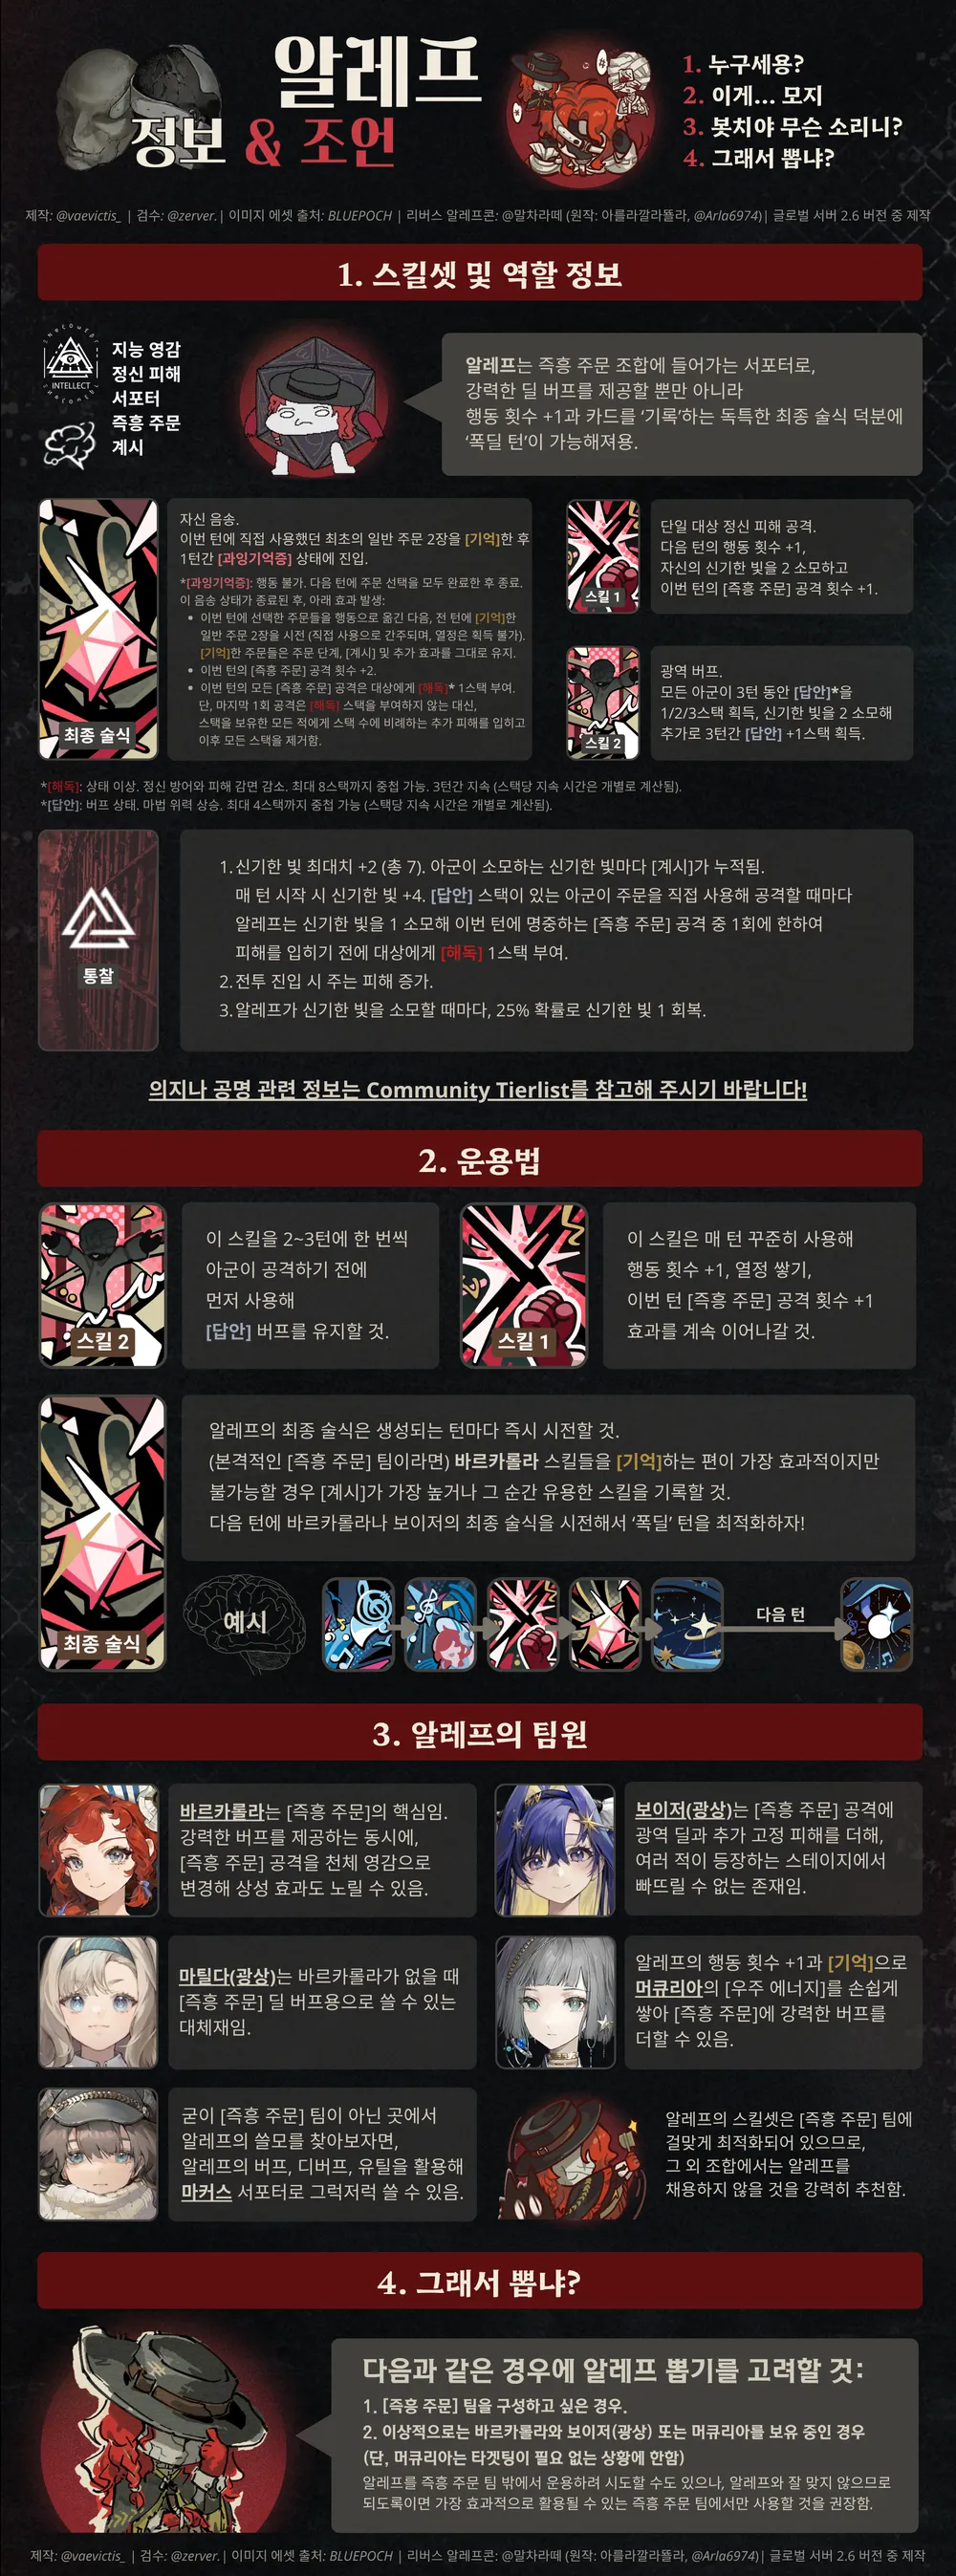 알레프
정보 & 조언
1. 누구세용?
2. 이게... 모지
3. 봇치야 무슨 소리니?
4. 그래서 뽑냐?
제작: @vaevictis_ | 검수: @zerver. | 이미지 에셋 출처: BLUEPOCH | 리버스 알레프콘: @말차라떼 (원작: 아를라깔라뜔라, @Arla6974)| 글로벌 서버 2.6 버전 중 제작
1. 스킬셋 및 역할 정보
INTELLECT
지능 영감
정신 피해
서포터
즉흥 주문
계시
알레프는 즉흥 주문 조합에 들어가는 서포터로,
강력한 딜 버프를 제공할 뿐만 아니라
행동 횟수 +1과 카드를 ‘기록’하는 독특한 최종 술식 덕분에
‘폭딜 턴’이 가능해져용.
최종 술식
자신 음송.
이번 턴에 직접 사용했던 최초의 일반 주문 2장을 [기억]한 후
1턴간 [과잉기억증] 상태에 진입.
*[과잉기억증]: 행동 불가. 다음 턴에 주문 선택을 모두 완료한 후 종료.
이 음송 상태가 종료된 후, 아래 효과 발생:
• 이번 턴에 선택한 주문들을 행동으로 옮긴 다음, 전 턴에 [기억]한
일반 주문 2장을 시전 (직접 사용으로 간주되며, 열정은 획득 불가).
[기억]한 주문들은 주문 단계, [계시] 및 추가 효과를 그대로 유지.
• 이번 턴의 [즉흥 주문] 공격 횟수 +2.
• 이번 턴의 모든 [즉흥 주문] 공격은 대상에게 [해독]* 1스택 부여.
단, 마지막 1회 공격은 [해독] 스택을 부여하지 않는 대신,
스택을 보유한 모든 적에게 스택 수에 비례하는 추가 피해를 입히고
이후 모든 스택을 제거함.
스킬 1
단일 대상 정신 피해 공격.
다음 턴의 행동 횟수 +1,
자신의 신기한 빛을 2 소모하고
이번 턴의 [즉흥 주문] 공격 횟수 +1.
스킬 2
광역 버프.
모든 아군이 3턴 동안 [답안]*을
1/2/3스택 획득, 신기한 빛을 2 소모해
추가로 3턴간 [답안] +1스택 획득.
*[해독]: 상태 이상. 정신 방어와 피해 감면 감소. 최대 8스택까지 중첩 가능. 3턴간 지속 (스택당 지속 시간은 개별로 계산됨).
*[답안]: 버프 상태. 마법 위력 상승. 최대 4스택까지 중첩 가능 (스택당 지속 시간은 개별로 계산됨).
통찰
1. 신기한 빛 최대치 +2 (총 7). 아군이 소모하는 신기한 빛마다 [계시]가 누적됨.
매 턴 시작 시 신기한 빛 +4. [답안] 스택이 있는 아군이 주문을 직접 사용해 공격할 때마다
알레프는 신기한 빛을 1 소모해 이번 턴에 명중하는 [즉흥 주문] 공격 중 1회에 한하여
피해를 입히기 전에 대상에게 [해독] 1스택 부여.
2. 전투 진입 시 주는 피해 증가.
3. 알레프가 신기한 빛을 소모할 때마다, 25% 확률로 신기한 빛 1 회복.
의지나 공명 관련 정보는 Community Tierlist를 참고해 주시기 바랍니다!
2. 운용법
스킬 2
이 스킬을 2~3턴에 한 번씩
아군이 공격하기 전에
먼저 사용해
[답안] 버프를 유지할 것.
스킬 1
이 스킬은 매 턴 꾸준히 사용해
행동 횟수 +1, 열정 쌓기,
이번 턴 [즉흥 주문] 공격 횟수 +1
효과를 계속 이어나갈 것.
최종 술식
알레프의 최종 술식은 생성되는 턴마다 즉시 시전할 것.
(본격적인 [즉흥 주문] 팀이라면) 바르카롤라 스킬들을 [기억]하는 편이 가장 효과적이지만
불가능할 경우 [계시]가 가장 높거나 그 순간 유용한 스킬을 기록할 것.
다음 턴에 바르카롤라나 보이저의 최종 술식을 시전해서 ‘폭딜’ 턴을 최적화하자!
예시
다음 턴
3. 알레프의 팀원
바르카롤라는 [즉흥 주문]의 핵심임.
강력한 버프를 제공하는 동시에,
[즉흥 주문] 공격을 천체 영감으로
변경해 상성 효과도 노릴 수 있음.
보이저(광상)는 [즉흥 주문] 공격에
광역 딜과 추가 고정 피해를 더해,
여러 적이 등장하는 스테이지에서
빠뜨릴 수 없는 존재임.
마틸다(광상)는 바르카롤라가 없을 때
[즉흥 주문] 딜 버프용으로 쓸 수 있는
대체재임.
알레프의 행동 횟수 +1과 [기억]으로
머큐리아의 [우주 에너지]를 손쉽게
쌓아 [즉흥 주문]에 강력한 버프를
더할 수 있음.
굳이 [즉흥 주문] 팀이 아닌 곳에서
알레프의 쓸모를 찾아보자면,
알레프의 버프, 디버프, 유틸을 활용해
마커스 서포터로 그럭저럭 쓸 수 있음.
알레프의 스킬셋은 [즉흥 주문] 팀에
걸맞게 최적화되어 있으므로,
그 외 조합에서는 알레프를
채용하지 않을 것을 강력히 추천함.
4. 그래서 뽑냐?
다음과 같은 경우에 알레프 뽑기를 고려할 것:
1. [즉흥 주문] 팀을 구성하고 싶은 경우.
2. 이상적으로는 바르카롤라와 보이저(광상) 또는 머큐리아를 보유 중인 경우
(단, 머큐리아는 타겟팅이 필요 없는 상황에 한함)
알레프를 즉흥 주문 팀 밖에서 운용하려 시도할 수도 있으나, 알레프와 잘 맞지 않으므로
되도록이면 가장 효과적으로 활용될 수 있는 즉흥 주문 팀에서만 사용할 것을 권장함.
제작: @vaevictis_ | 검수: @zerver. | 이미지 에셋 출처: BLUEPOCH | 리버스 알레프콘: @말차라떼 (원작: 아를라깔라뜔라, @Arla6974)| 글로벌 서버 2.6 버전 중 제작